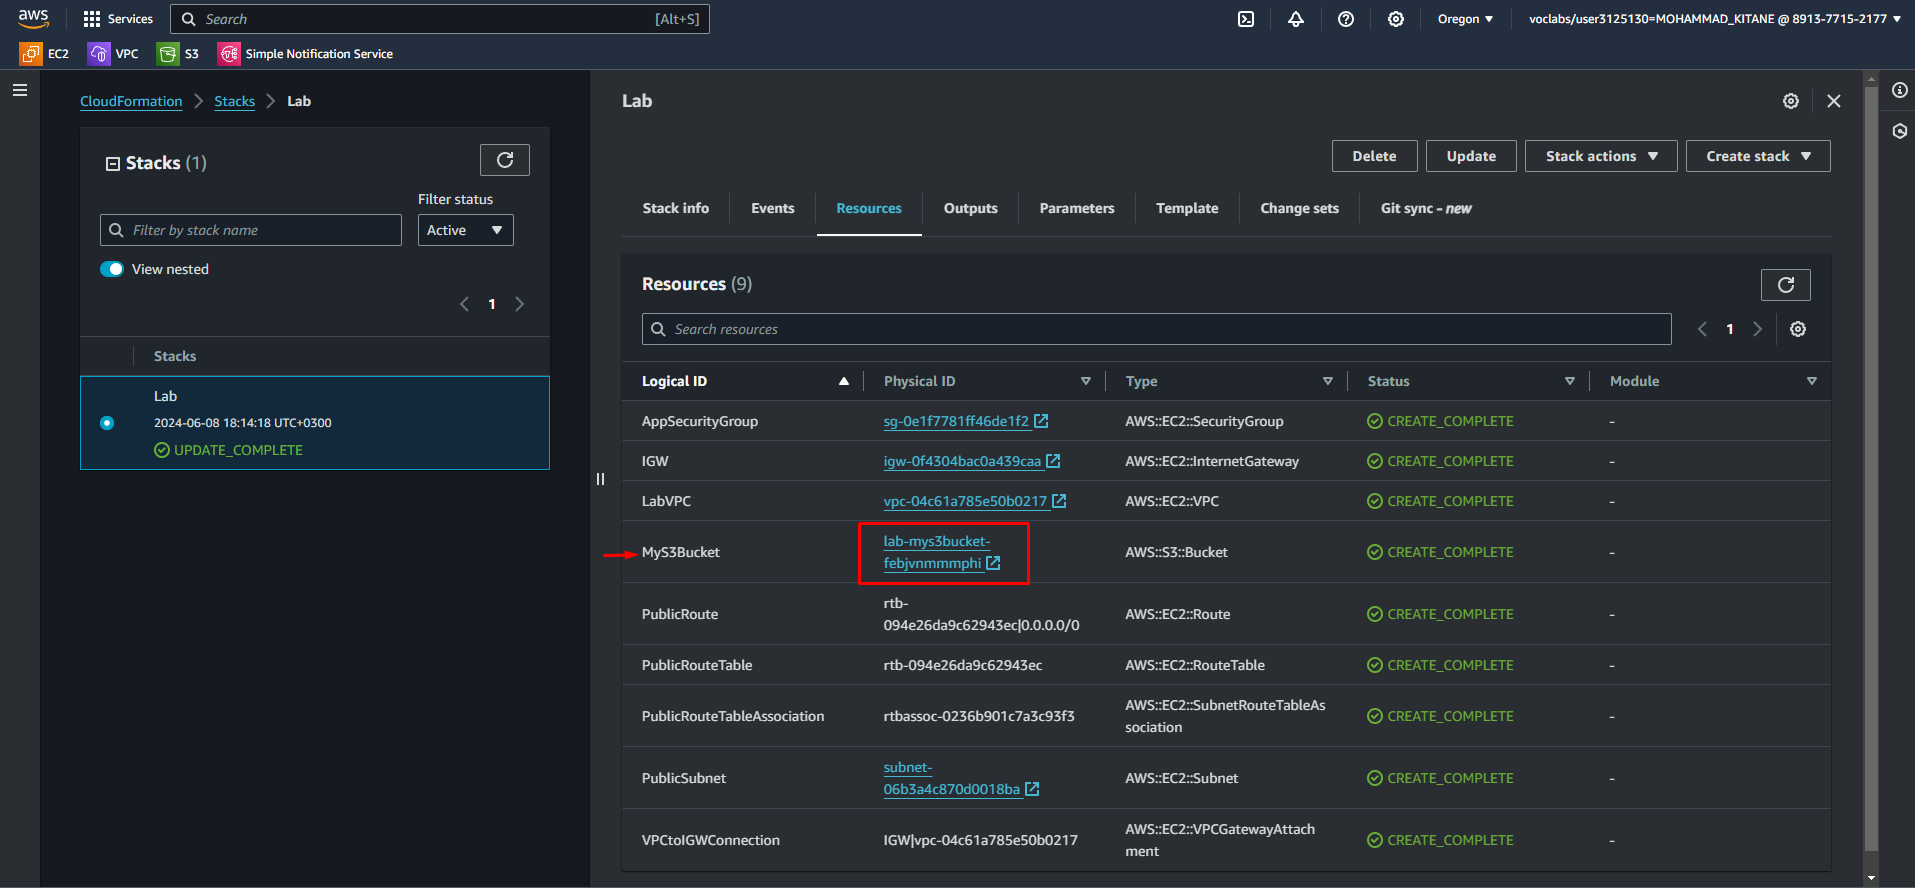 aws
Services
Search
[Alt+S]
Oregon
voclabs/user3125130=MOHAMMAD_KITANE @ 8913-7715-2177
EC2
VPC
S3
Simple Notification Service
CloudFormation
Stacks
Lab
Stacks (1)
Filter status
Filter by stack name
Active
View nested
1
Stacks
Lab
2024-06-08 18:14:18 UTC+0300
UPDATE_COMPLETE
Lab
Delete
Update
Stack actions
Create stack
Stack info
Events
Resources
Outputs
Parameters
Template
Change sets
Git sync - new
Resources (9)
Search resources
1
Logical ID
Physical ID
Type
Status
Module
AppSecurityGroup
sg-0e1f7781ff46de1f2
AWS::EC2::SecurityGroup
CREATE_COMPLETE
-
IGW
igw-0f4304bac0a439caa
AWS::EC2::InternetGateway
CREATE_COMPLETE
-
LabVPC
vpc-04c61a785e50b0217
AWS::EC2::VPC
CREATE_COMPLETE
-
MyS3Bucket
lab-mys3bucket-
febjvnmmmphi
AWS::S3::Bucket
CREATE_COMPLETE
-
PublicRoute
rtb-
094e26da9c62943ec|0.0.0.0/0
AWS::EC2::Route
CREATE_COMPLETE
-
PublicRouteTable
rtb-094e26da9c62943ec
AWS::EC2::RouteTable
CREATE_COMPLETE
-
PublicRouteTableAssociation
rtbassoc-0236b901c7a3c93f3
AWS::EC2::SubnetRouteTableAs
sociation
CREATE_COMPLETE
-
PublicSubnet
subnet-
06b3a4c870d0018ba
AWS::EC2::Subnet
CREATE_COMPLETE
-
VPCtoIGWConnection
IGW|vpc-04c61a785e50b0217
AWS::EC2::VPCGatewayAttach
ment
CREATE_COMPLETE
-